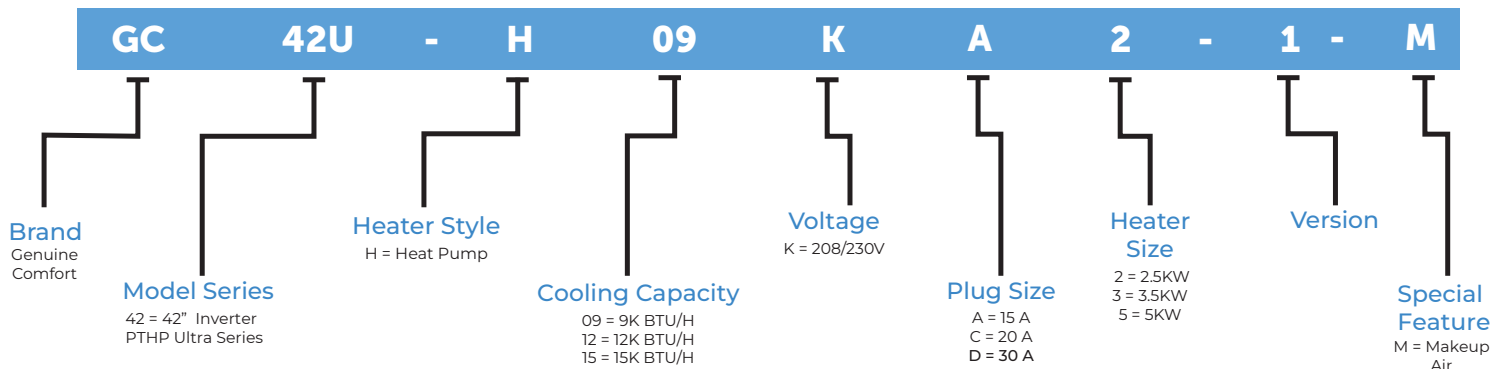 GC 42U - H 09 K A 2 - 1 - M
Brand
Genuine
Comfort
Model Series
42 = 42” Inverter
PTHP Ultra Series
Heater Style
H = Heat Pump
Cooling Capacity
09 = 9K BTU/H
12 = 12K BTU/H
15 = 15K BTU/H
Voltage
K = 208/230V
Plug Size
A = 15 A
C = 20 A
D = 30 A
Heater
Size
2 = 2.5KW
3 = 3.5KW
5 = 5KW
Version
Special
Feature
M = Makeup
Air